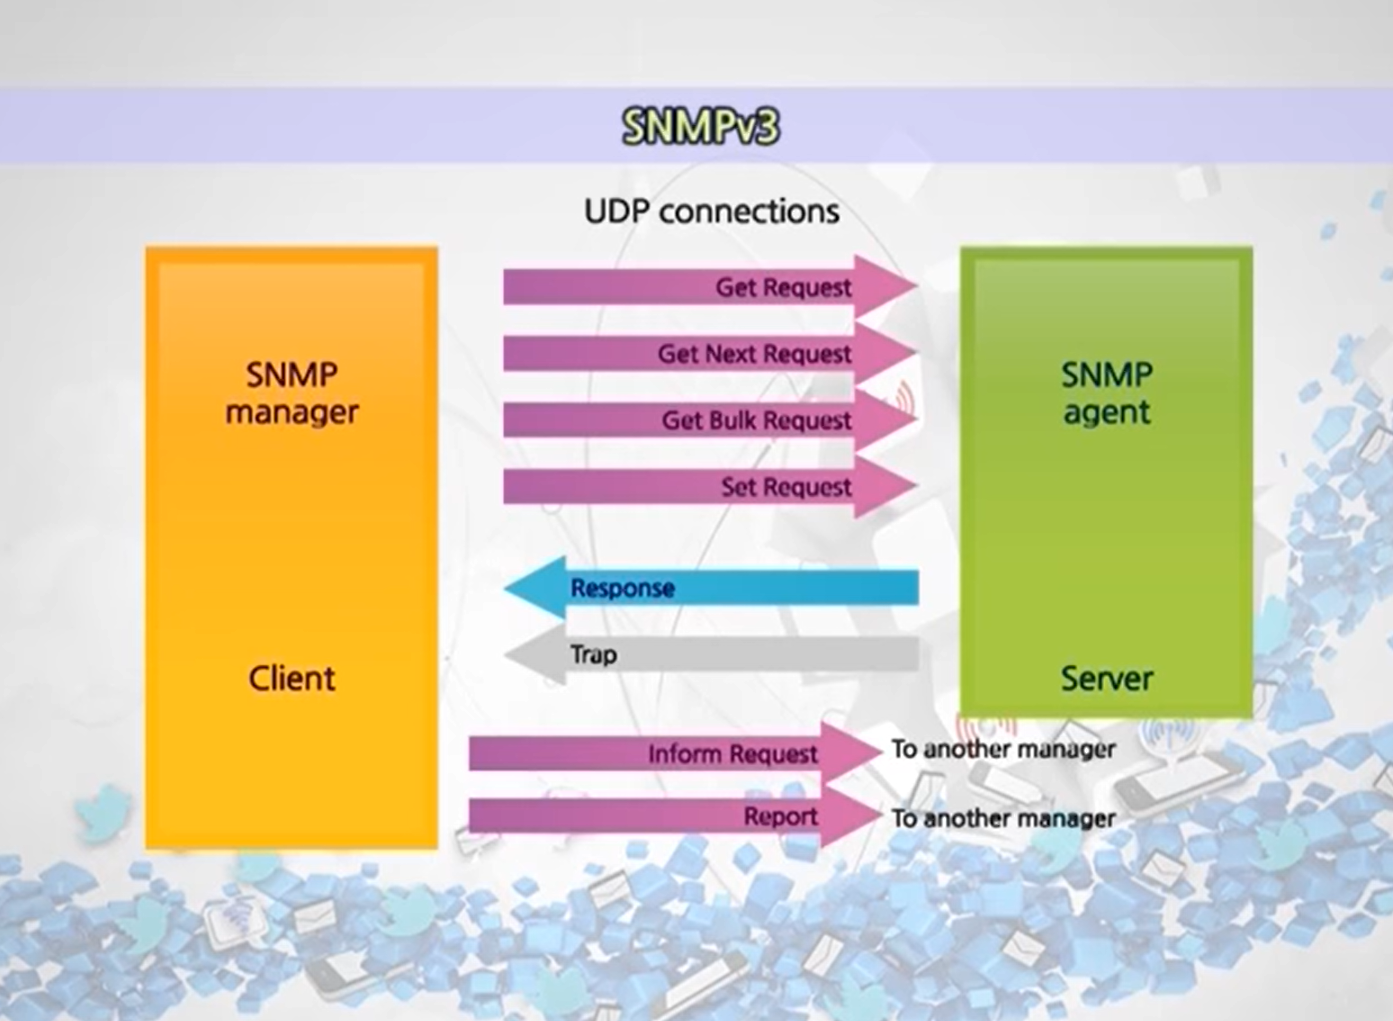 SNMPv3
UDP connections
SNMP
manager
Client
Get Request
Get Next Request
Get Bulk Request
Set Request
Response
Trap
SNMP
agent
Server
Inform Request
To another manager
Report
To another manager